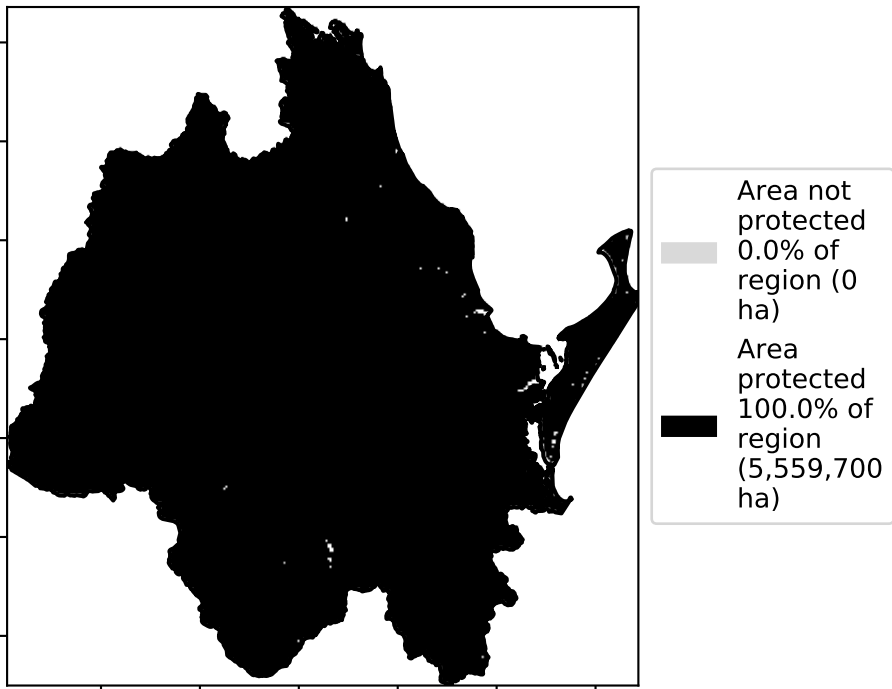 Area not
protected
0.0% of
region (0
ha)
Area
protected
100.0% of
region
(5,559,700
ha)